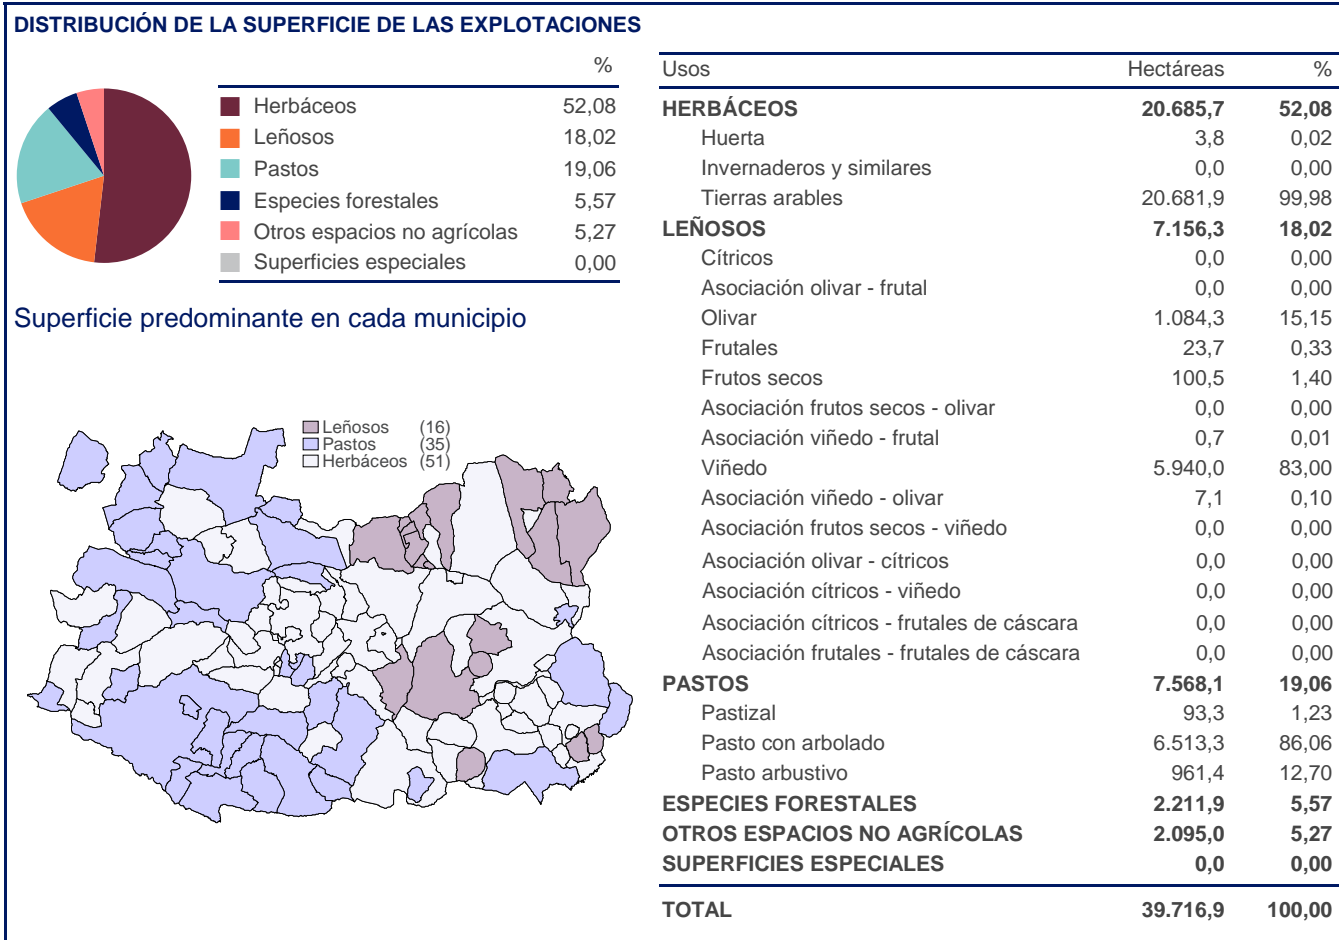 DISTRIBUCIÓN DE LA SUPERFICIE DE LAS EXPLOTACIONES
%
Herbáceos 52,08
Leñosos 18,02
Pastos 19,06
Especies forestales 5,57
Otros espacios no agrícolas 5,27
Superficies especiales 0,00
Superficie predominante en cada municipio
Leñosos (16)
Pastos (35)
Herbáceos (51)
Usos Hectáreas %
HERBÁCEOS 20.685,7 52,08
Huerta 3,8 0,02
Invernaderos y similares 0,0 0,00
Tierras arables 20.681,9 99,98
LEÑOSOS 7.156,3 18,02
Cítricos 0,0 0,00
Asociación olivar - frutal 0,0 0,00
Olivar 1.084,3 15,15
Frutales 23,7 0,33
Frutos secos 100,5 1,40
Asociación frutos secos - olivar 0,0 0,00
Asociación viñedo - frutal 0,7 0,01
Viñedo 5.940,0 83,00
Asociación viñedo - olivar 7,1 0,10
Asociación frutos secos - viñedo 0,0 0,00
Asociación olivar - cítricos 0,0 0,00
Asociación cítricos - viñedo 0,0 0,00
Asociación cítricos - frutales de cáscara 0,0 0,00
Asociación frutales - frutales de cáscara 0,0 0,00
PASTOS 7.568,1 19,06
Pastizal 93,3 1,23
Pasto con arbolado 6.513,3 86,06
Pasto arbustivo 961,4 12,70
ESPECIES FORESTALES 2.211,9 5,57
OTROS ESPACIOS NO AGRÍCOLAS 2.095,0 5,27
SUPERFICIES ESPECIALES 0,0 0,00
TOTAL 39.716,9 100,00